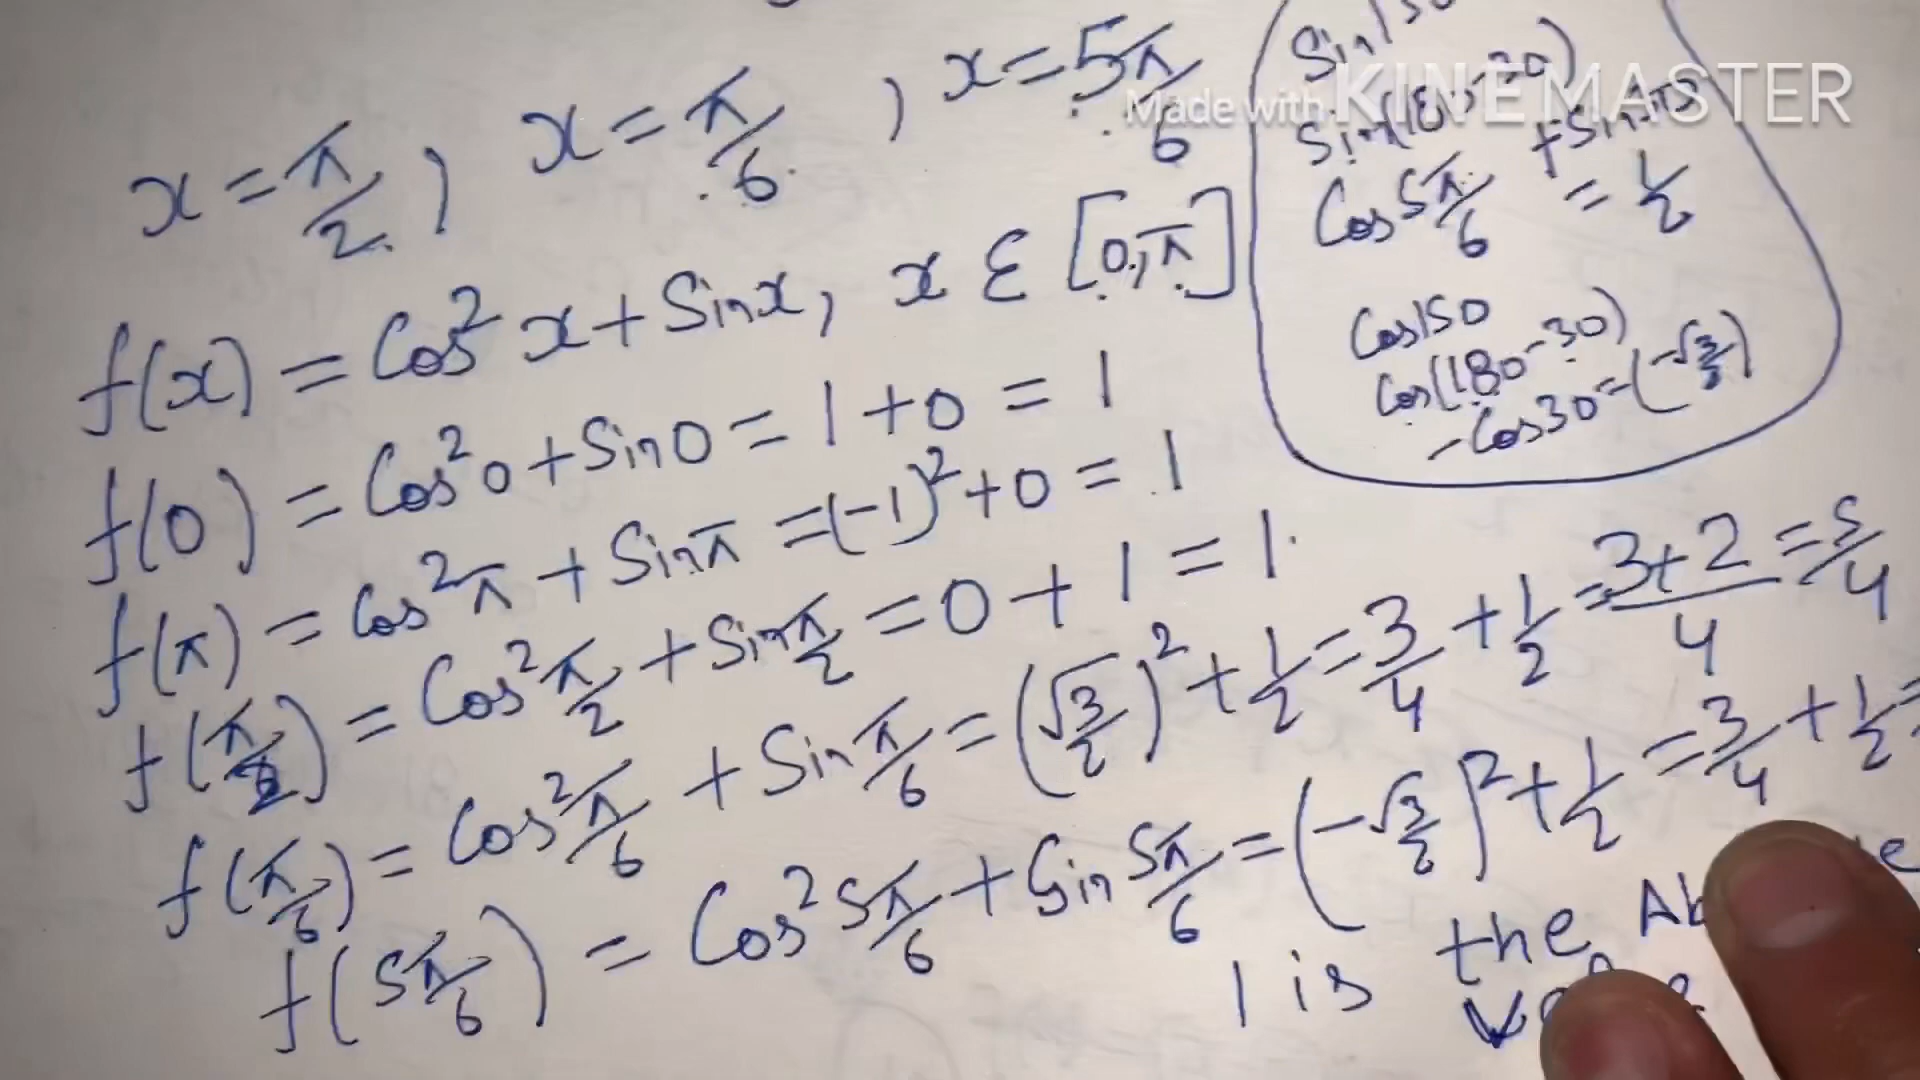 x = π/2, x = π/6, x = 5π/6
f(x) = Cos²x + Sinx, x ∈ [0, π]
f(0) = Cos²0 + Sin0 = 1 + 0 = 1
f(π) = Cos²π + Sinπ = (-1)² + 0 = 1
f(π/2) = Cos²π/2 + Sinπ/2 = 0 + 1 = 1
f(π/6) = Cos²π/6 + Sinπ/6 = (√3/2)² + 1/2 = 3/4 + 1/2 = 3+2/4 = 5/4
f(5π/6) = Cos²5π/6 + Sin5π/6 = (-√3/2)² + 1/2 = 3/4 + 1/2 =
1 is the
Made with KINEMASTER
Sin(180-30)
= 1/2
Cos5π/6
Cos150
Cos(180-30)
-Cos30 = (-√3/2)